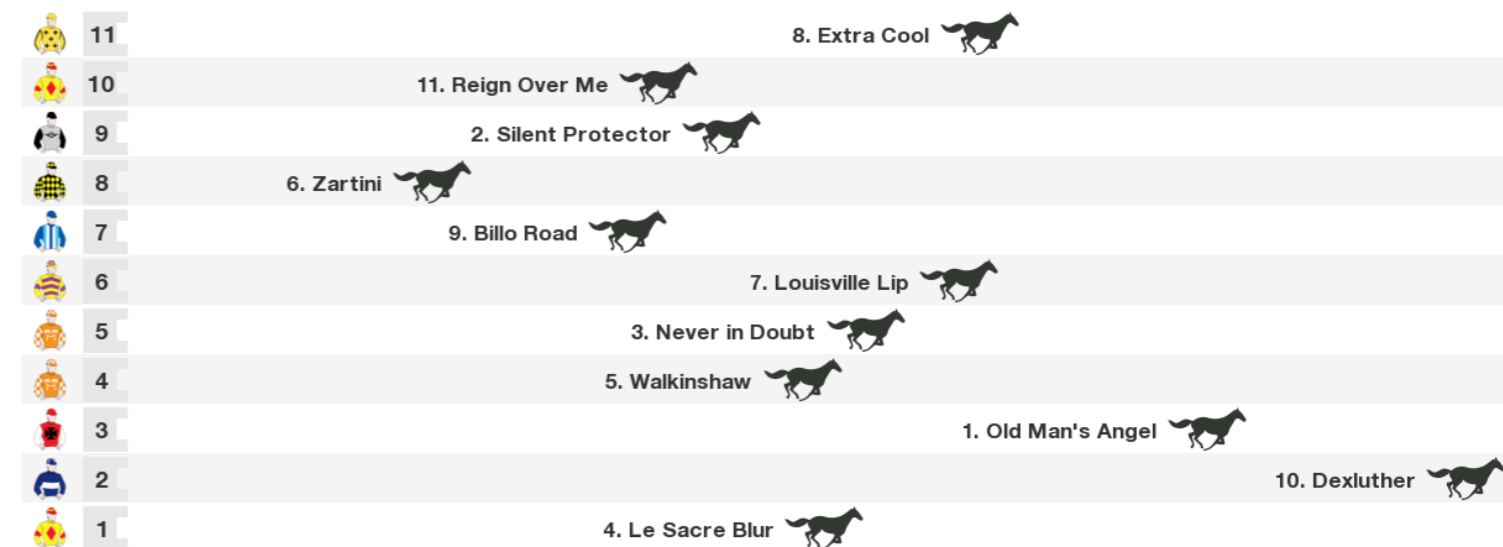 11 8. Extra Cool
10 11. Reign Over Me
9 2. Silent Protector
8 6. Zartini
7 9. Billo Road
6 7. Louisville Lip
5 3. Never in Doubt
4 5. Walkinshaw
3 1. Old Man's Angel
2 10. Dexluther
1 4. Le Sacre Blur